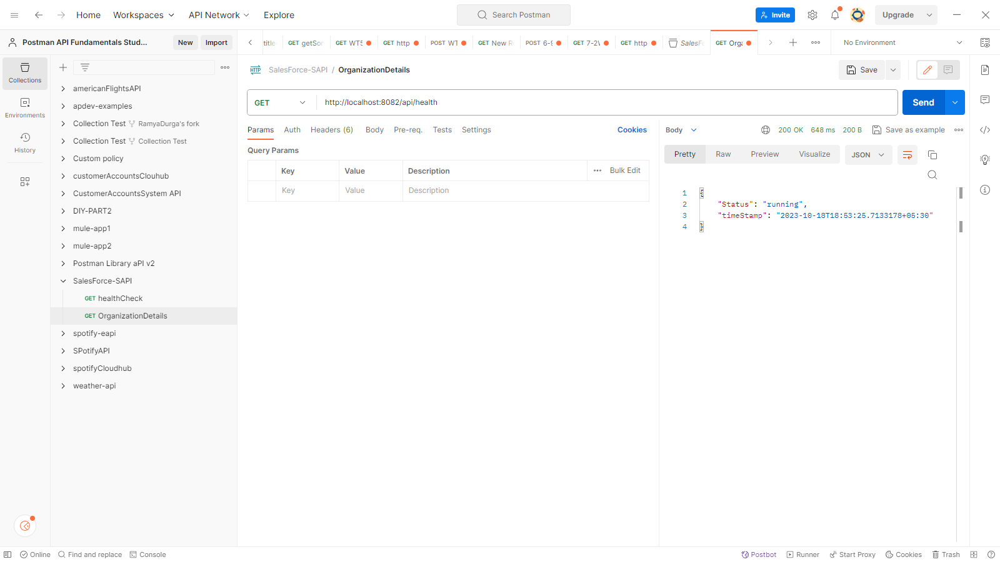 Home
Workspaces
API Network
Explore
Search Postman
Invite
Upgrade
Postman API Fundamentals Stud...
New
Import
GET getSon
GET WTS
GET http
POST WT
GET New R
POST 6-9
GET 7-2\
GET http
SalesFo
GET Orga
No Environment
Collections
Environments
History
americanFlightsAPI
apdev-examples
Collection Test RamyaDurga's fork
Collection Test Collection Test
Custom policy
customerAccountsClouhub
CustomerAccountsSystem API
DIY-PART2
mule-app1
mule-app2
Postman Library aPI v2
SalesForce-SAPI
GET healthCheck
GET OrganizationDetails
spotify-eapi
SPotifyAPI
spotifyCloudhub
weather-api
HTTP SalesForce-SAPI / OrganizationDetails
Save
GET
http://localhost:8082/api/health
Send
Params Auth Headers (6) Body Pre-req. Tests Settings
Cookies
Query Params
Key Value Description
Bulk Edit
Key Value Description
Body
200 OK 648 ms 200 B
Save as example
Pretty Raw Preview Visualize
JSON
1 {
2 "Status": "running",
3 "timeStamp": "2023-10-18T18:53:25.7133178+05:30"
4 }
Online
Find and replace
Console
Postbot
Runner
Start Proxy
Cookies
Trash